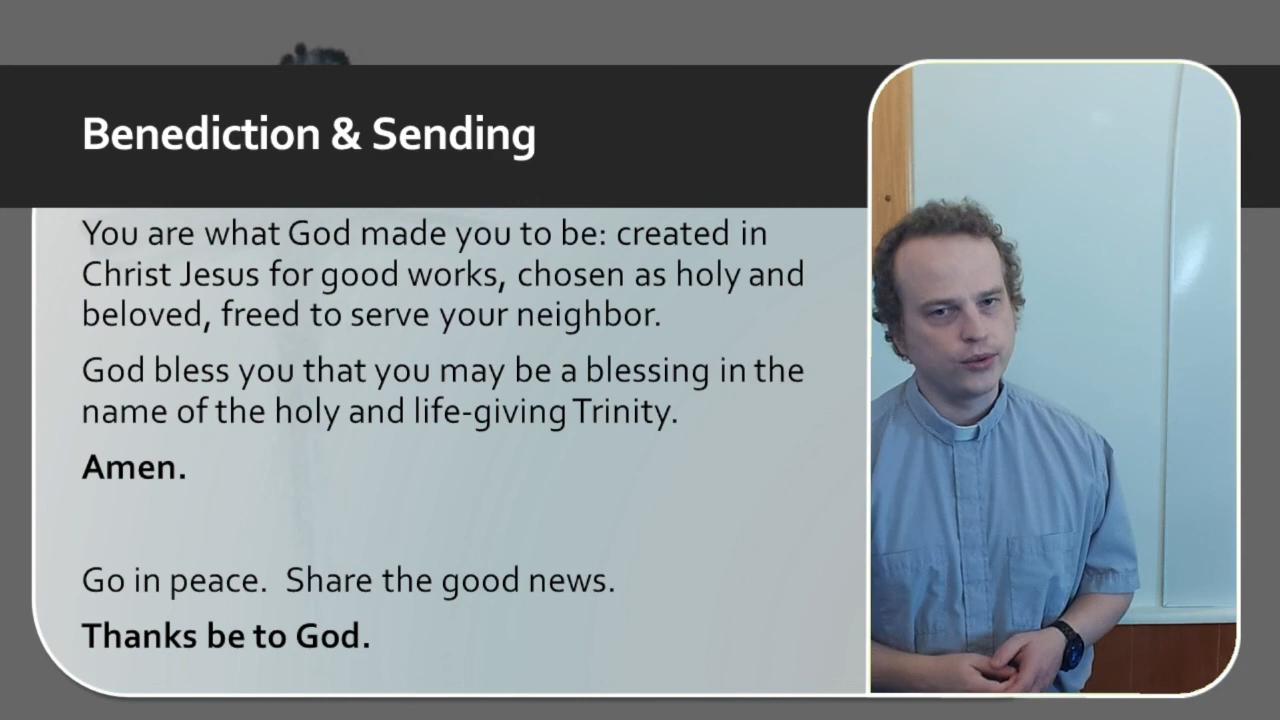 Benediction & Sending
You are what God made you to be: created in
Christ Jesus for good works, chosen as holy and
beloved, freed to serve your neighbor.
God bless you that you may be a blessing in the
name of the holy and life-giving Trinity.
Amen.
Go in peace.  Share the good news.
Thanks be to God.